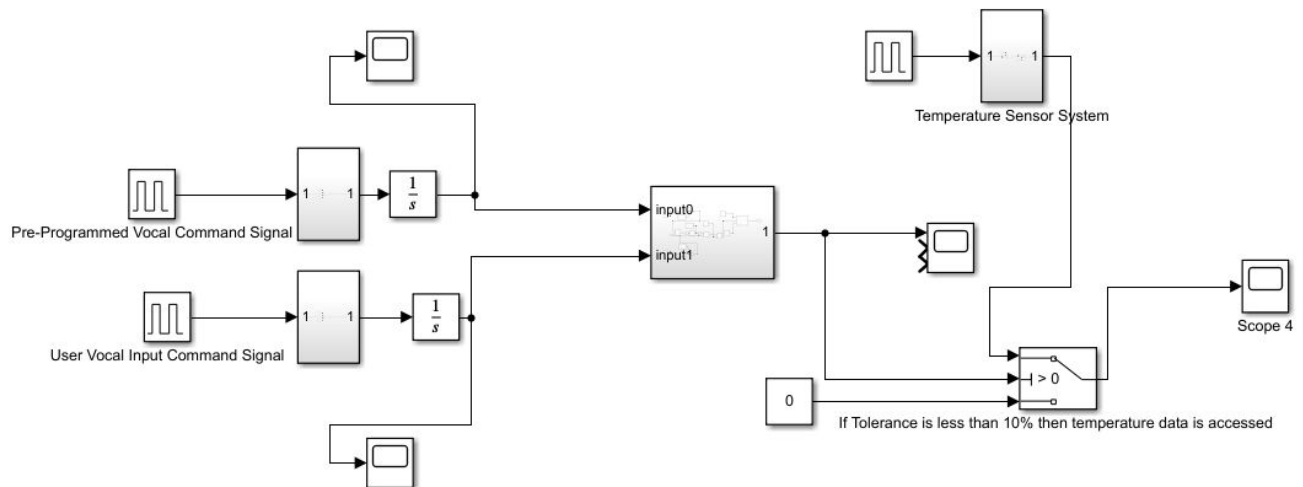 1 1
Temperature Sensor System
1 1
1
s
Pre-Programmed Vocal Command Signal
input0
1
input1
1 1
1
s
User Vocal Input Command Signal
Scope 4
> 0
0
If Tolerance is less than 10% then temperature data is accessed